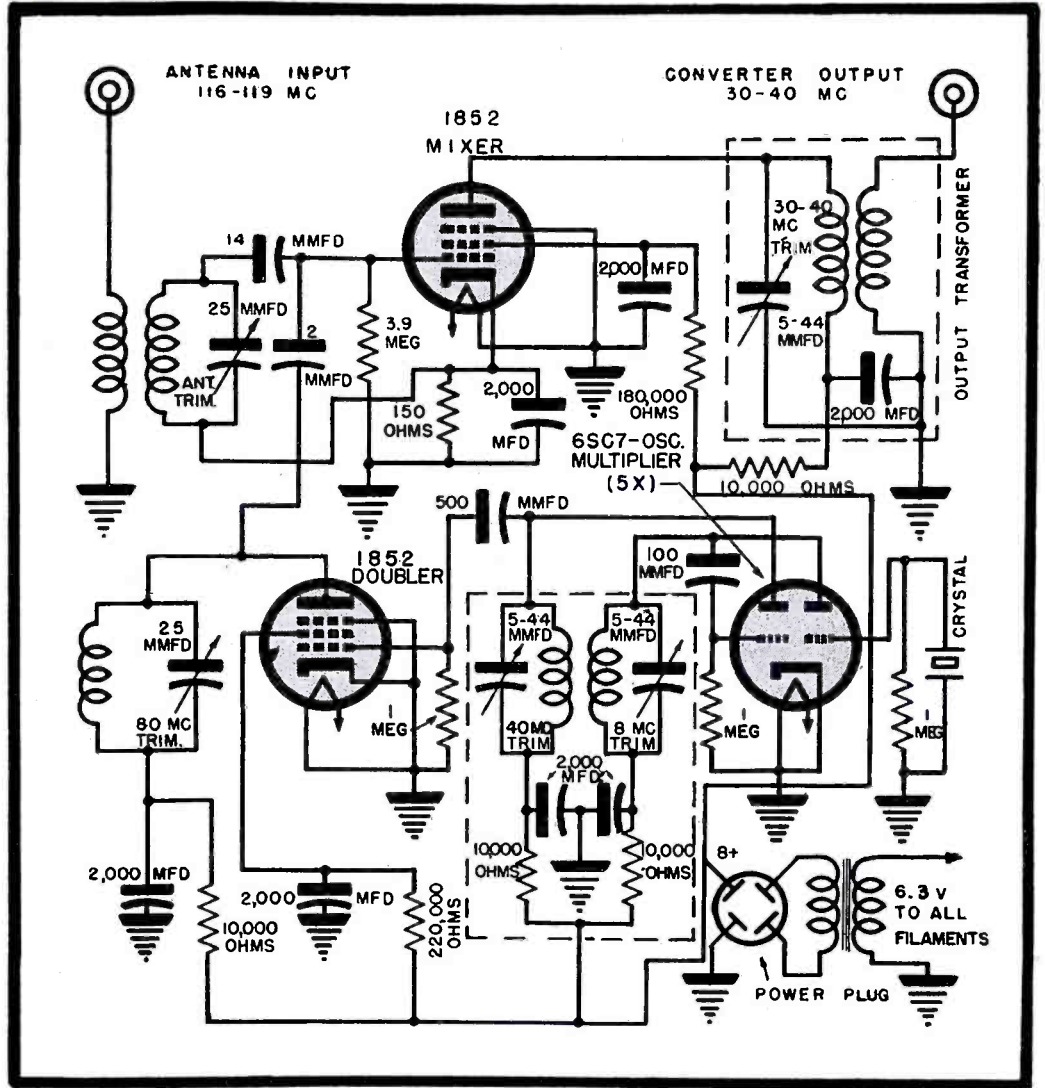 ANTENNA INPUT
116-119 MC
CONVERTER OUTPUT
30-40 MC
1852
MIXER
14 MMFD
25
MMFD
ANT.
TRIM.
2
MMFD
3.9
MEG
150
OHMS
2,000
MFD
2,000 MFD
180,000
OHMS
30-40
MC
TRIM
5-44
MMFD
2,000 MFD
OUTPUT TRANSFORMER
10,000 OHMS
6SC7-OSC.
MULTIPLIER
(5X)
500 MMFD
1852
DOUBLER
25
MMFD
80 MC
TRIM.
1
MEG
5-44
MMFD
40MC
TRIM
5-44
MMFD
8 MC
TRIM
100
MMFD
1
MEG
CRYSTAL
1
MEG
2,000
MFD
10,000
OHMS
10,000
OHMS
2,000 MFD
10,000
OHMS
2,000 MFD
220,000
OHMS
8+
6.3 V
TO ALL
FILAMENTS
POWER PLUG